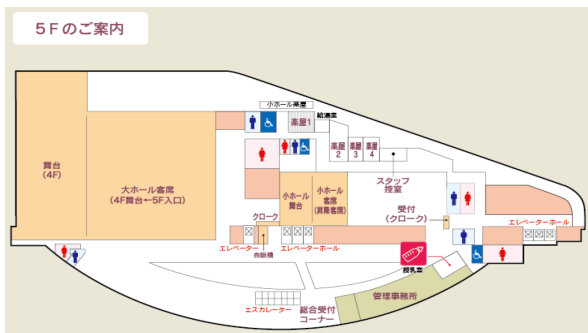 5Fのご案内
小ホール楽屋
給湯室
楽屋1
楽屋
2
楽屋
3
楽屋
4
舞台
(4F)
大ホール客席
(4F舞台←5F入口)
スタッフ
控室
小ホール
舞台
小ホール
客席
(昇降客席)
受付
(クローク)
クローク
エレベーター
自販機
エレベーターホール
エレベーターホール
授乳室
管理事務所
エスカレーター
総合受付
コーナー